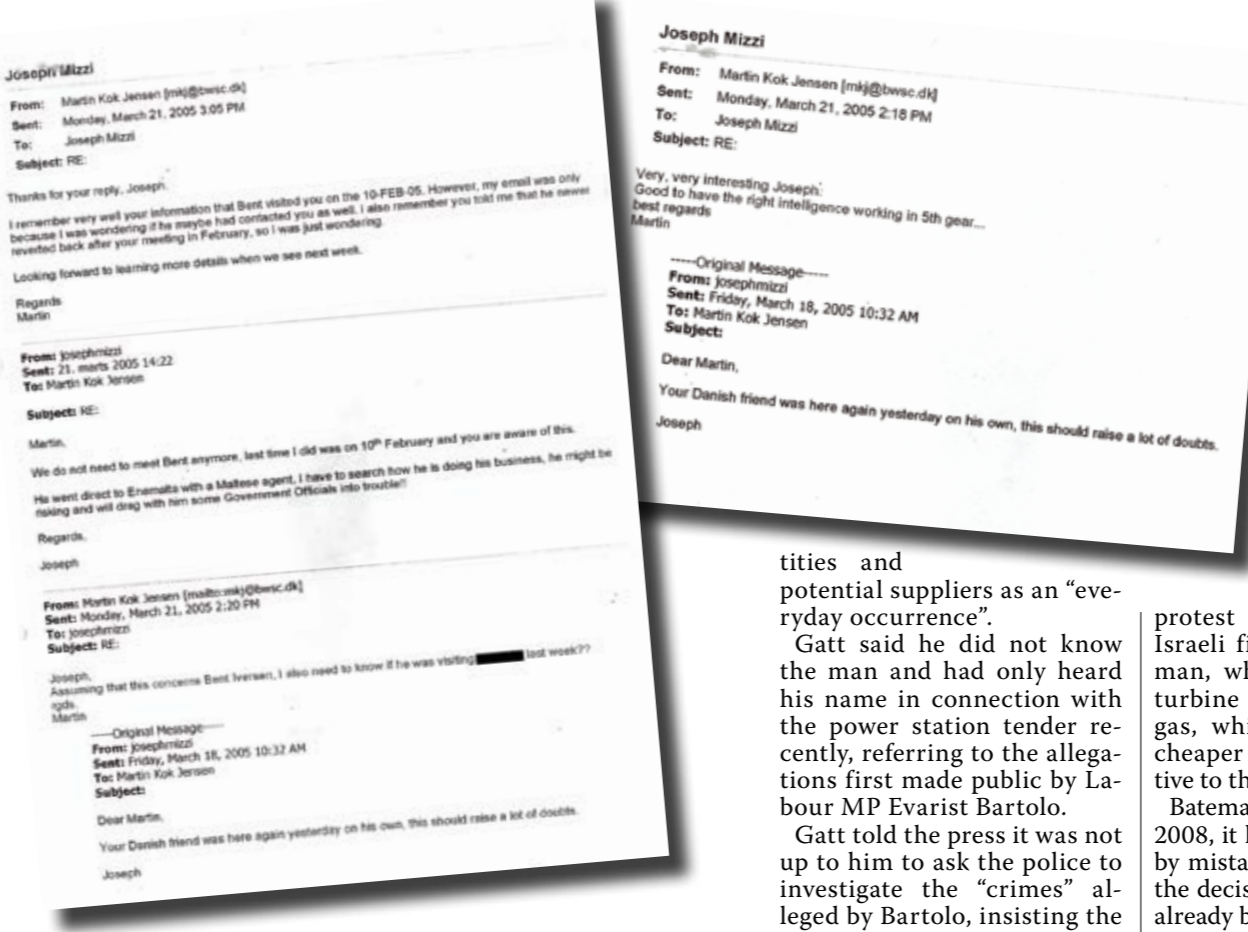 Joseph Mizzi
From: Martin Kok Jensen [mkj@bwsc.dk]
Sent: Monday, March 21, 2005 3:05 PM
To: Joseph Mizzi
Subject: RE:
Thanks for your reply, Joseph.
I remember very well your information that Bent visited you on the 10-FEB-05. However, my email was only
because I was wondering if he maybe had contacted you as well. I also remember you told me that he never
reverted back after your meeting in February, so I was just wondering.
Looking forward to learning more details when we see next week.
Regards
Martin
From: josephmizzi
Sent: 21. marts 2005 14:22
To: Martin Kok Jensen
Subject: RE:
Martin,
We do not need to meet Bent anymore, last time I did was on 10th February and you are aware of this.
He went direct to Enemalta with a Maltese agent, I have to search how he is doing his business, he might be
risking and will drag with him some Government Officials into trouble!!
Regards,
Joseph
From: Martin Kok Jensen [mailto:mkj@bwsc.dk]
Sent: Monday, March 21, 2005 2:20 PM
To: josephmizzi
Subject: RE:
Joseph,
Assuming that this concerns Bent Iversen, I also need to know if he was visiting last week??
rgds.
Martin
-----Original Message-----
From: josephmizzi
Sent: Friday, March 18, 2005 10:32 AM
To: Martin Kok Jensen
Subject:
Dear Martin,
Your Danish friend was here again yesterday on his own, this should raise a lot of doubts.
Joseph
Joseph Mizzi
From: Martin Kok Jensen [mkj@bwsc.dk]
Sent: Monday, March 21, 2005 2:18 PM
To: Joseph Mizzi
Subject: RE:
Very, very interesting Joseph:
Good to have the right intelligence working in 5th gear...
best regards
Martin
-----Original Message-----
From: josephmizzi
Sent: Friday, March 18, 2005 10:32 AM
To: Martin Kok Jensen
Subject:
Dear Martin,
Your Danish friend was here again yesterday on his own, this should raise a lot of doubts.
Joseph
tities and
potential suppliers as an “eve-
ryday occurrence”.
Gatt said he did not know
the man and had only heard
his name in connection with
the power station tender re-
cently, referring to the allega-
tions first made public by La-
bour MP Evarist Bartolo.
Gatt told the press it was not
up to him to ask the police to
investigate the “crimes” al-
leged by Bartolo, insisting the
protest
Israeli fi
man, wh
turbine
gas, whi
cheaper
tive to th
Batema
2008, it h
by mista
the decis
already b